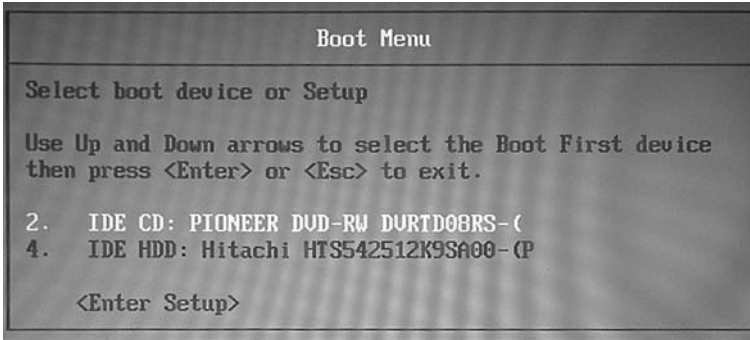 Boot Menu
Select boot device or Setup
Use Up and Down arrows to select the Boot First device
then press <Enter> or <Esc> to exit.
2. IDE CD: PIONEER DVD-RW DVRTD08RS-(
4. IDE HDD: Hitachi HTS542512K9SA00-(P
<Enter Setup>